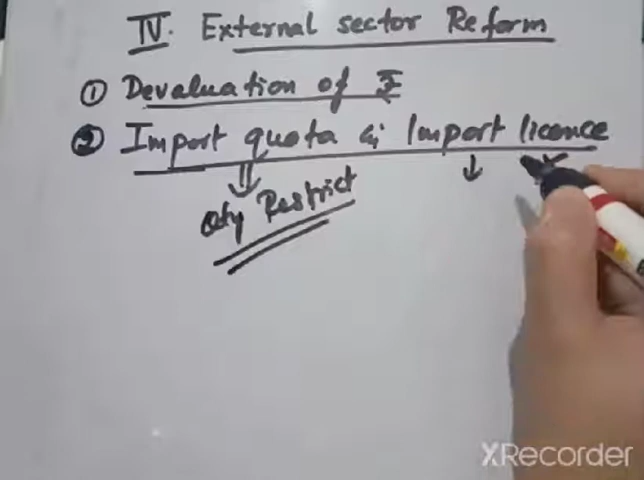 IV. External sector Reform
① Devaluation of ₹
② Import quota & Import licence
Qty Restrict
XRecorder